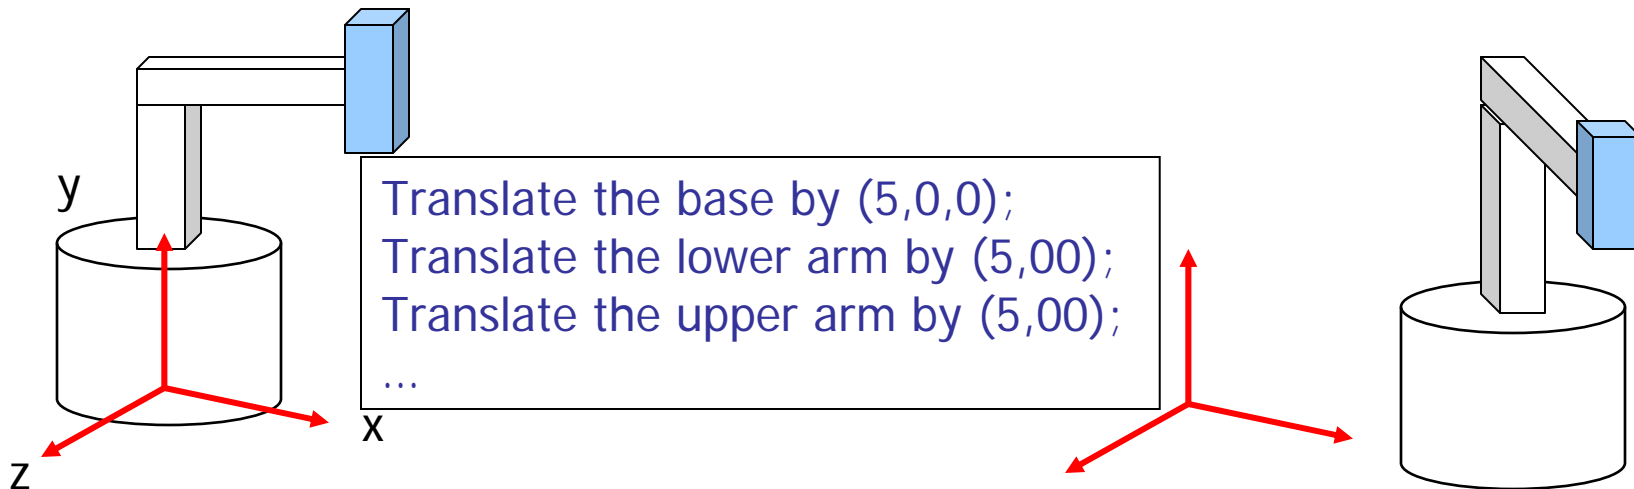 y
Translate the base by (5,0,0);
Translate the lower arm by (5,00);
Translate the upper arm by (5,00);
...
x
z